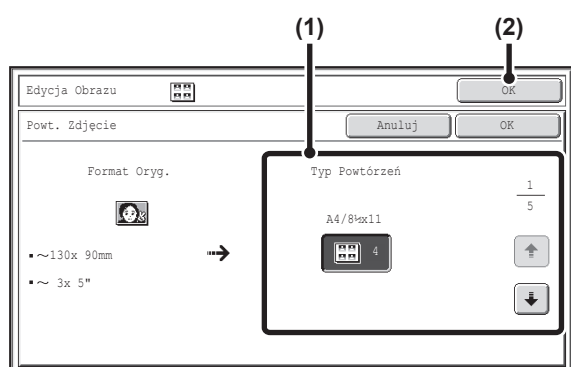 (1) (2)
Edycja Obrazu OK
Powt. Zdjęcie Anuluj OK
Format Oryg. Typ Powtórzeń
1
5
A4/8½x11
4
▪~130x 90mm
▪~ 3x 5"